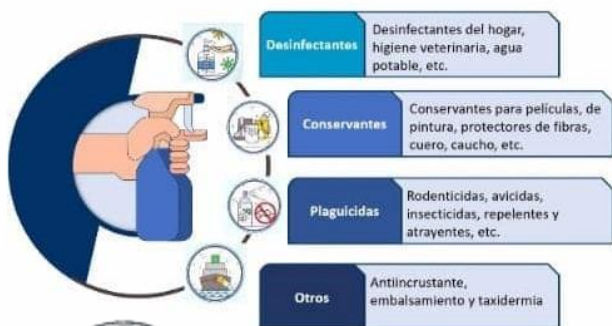 Desinfectantes
Desinfectantes del hogar,
higiene veterinaria, agua
potable, etc.
Conservantes
Conservantes para películas, de
pintura, protectores de fibras,
cuero, caucho, etc.
Plaguicidas
Rodenticidas, avicidas,
insecticidas, repelentes y
atrayentes, etc.
Otros
Antiincrustante,
embalsamiento y taxidermia